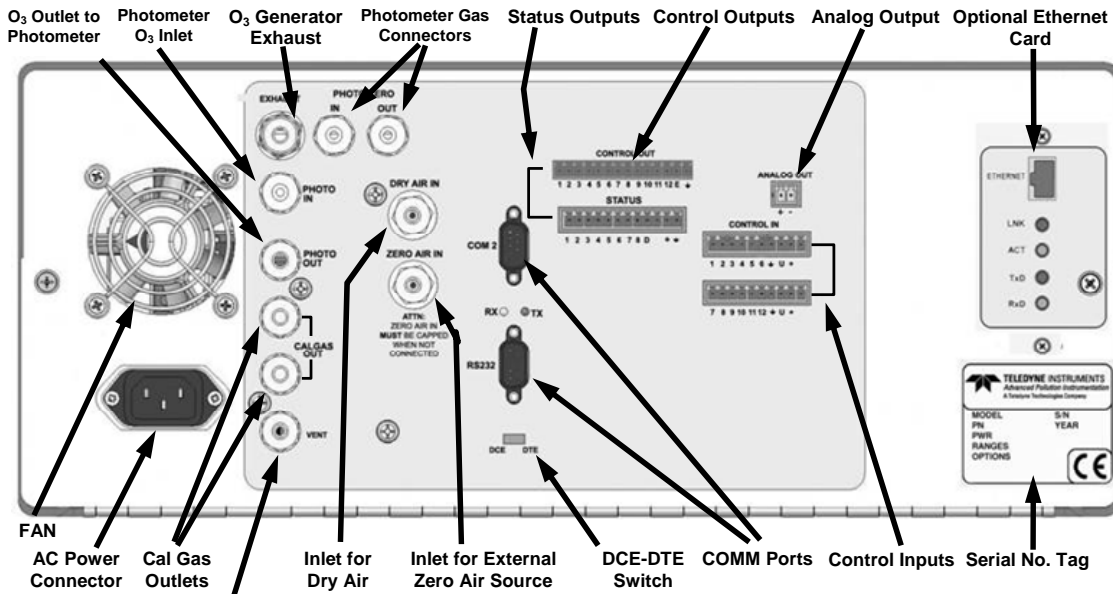 O₃ Outlet to
Photometer
Photometer
O₃ Inlet
O₃ Generator
Exhaust
Photometer Gas
Connectors
Status Outputs
Control Outputs
Analog Output
Optional Ethernet
Card
EXHAUST
PHOTO ZERO
IN
OUT
PHOTO
IN
PHOTO
OUT
CALGAS
OUT
VENT
DRY AIR IN
ZERO AIR IN
ATTN:
ZERO AIR IN
MUST BE CAPPED
WHEN NOT
CONNECTED
COM 2
RX
TX
RS232
DCE
DTE
CONTROL OUT
1 2 3 4 5 6 7 8 9 10 11 12 E
STATUS
1 2 3 4 5 6 7 8 D +
ANALOG OUT
+ -
CONTROL IN
1 2 3 4 5 6 U +
7 8 9 10 11 12 U +
ETHERNET
LNK
ACT
TxD
RxD
TELEDYNE INSTRUMENTS
Advanced Pollution Instrumentation
A Teledyne Technologies Company
MODEL S/N
PN YEAR
PWR
RANGES
OPTIONS
CE
FAN
AC Power
Connector
Cal Gas
Outlets
Inlet for
Dry Air
Inlet for External
Zero Air Source
DCE-DTE
Switch
COMM Ports
Control Inputs
Serial No. Tag